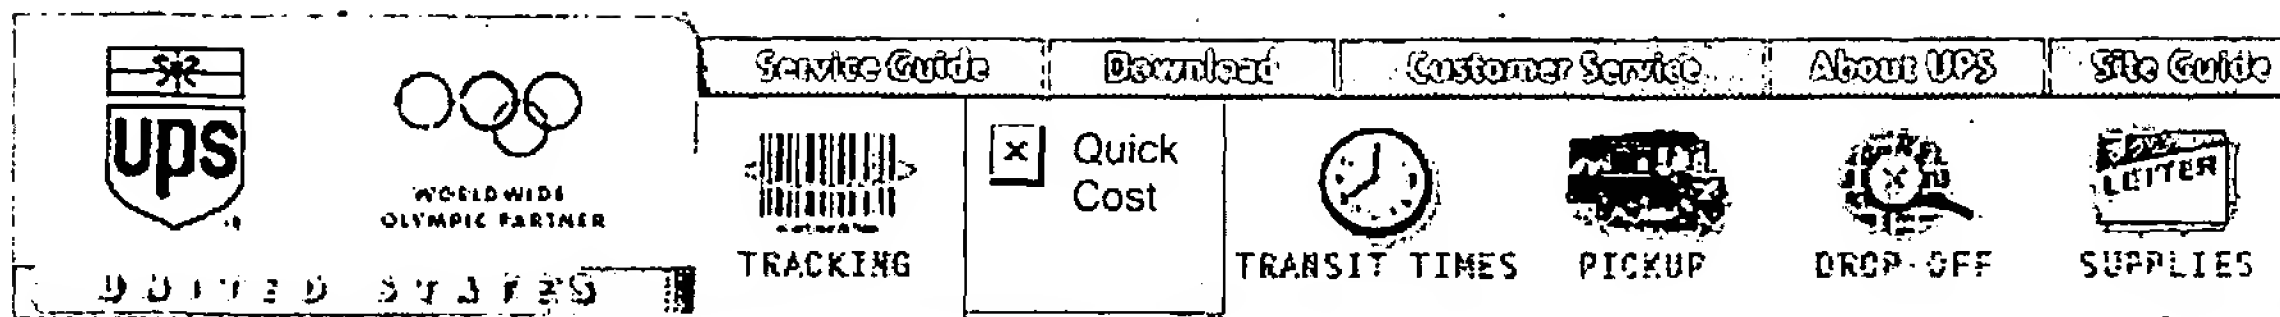 Service Guide
Download
Customer Service
About UPS
Site Guide
ups
WORLDWIDE
OLYMPIC PARTNER
UNITED STATES
TRACKING
x Quick
Cost
TRANSIT TIMES
PICKUP
DROP-OFF
LETTER
SUPPLIES